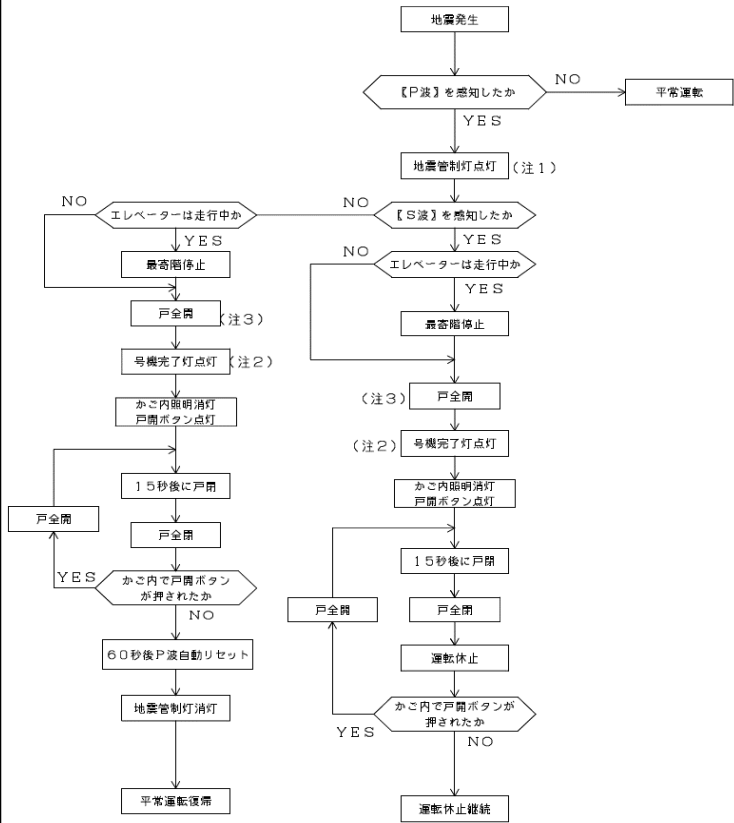 地震発生
〖P波〗を感知したか
NO
平常運転
YES
地震管制灯点灯
(注1)
〖S波〗を感知したか
NO
YES
エレベーターは走行中か
NO
YES
最寄階停止
戸全開
(注3)
号機完了灯点灯
(注2)
かご内照明消灯
戸開ボタン点灯
15秒後に戸閉
戸全閉
戸全開
かご内で戸開ボタン
が押されたか
YES
NO
60秒後P波自動リセット
地震管制灯消灯
平常運転復帰
エレベーターは走行中か
NO
YES
最寄階停止
(注3)
戸全開
(注2)
号機完了灯点灯
かご内照明消灯
戸開ボタン点灯
15秒後に戸閉
戸全開
戸全閉
運転休止
かご内で戸開ボタンが
押されたか
YES
NO
運転休止継続